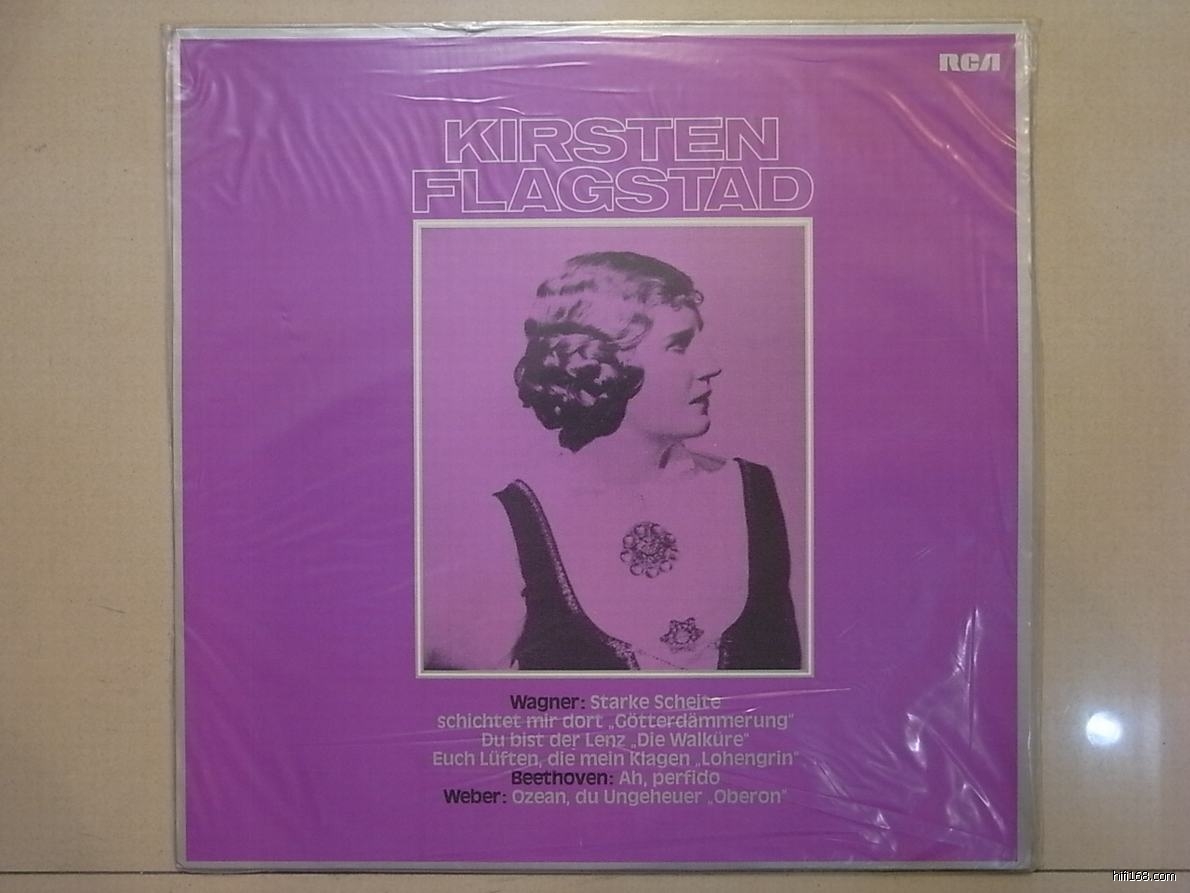 RCA
KIRSTEN
FLAGSTAD
Wagner: Starke Scheite
schichtet mir dort „Götterdämmerung“
Du bist der Lenz „Die Walküre“
Euch Lüften, die mein Klagen „Lohengrin“
Beethoven: Ah, perfido
Weber: Ozean, du Ungeheuer „Oberon“
hifi168.com